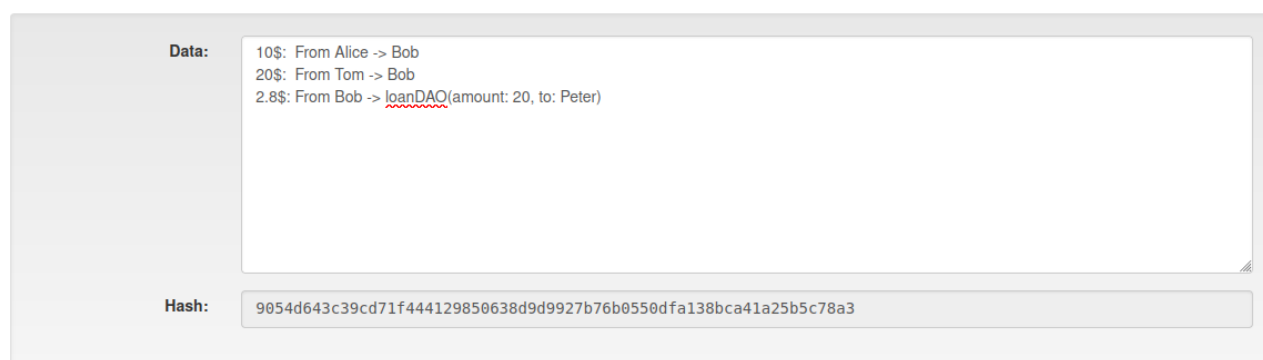 Data:
10$:  From Alice -> Bob
20$:  From Tom -> Bob
2.8$: From Bob -> loanDAO(amount: 20, to: Peter)
Hash:
9054d643c39cd71f444129850638d9d9927b76b0550dfa138bca41a25b5c78a3